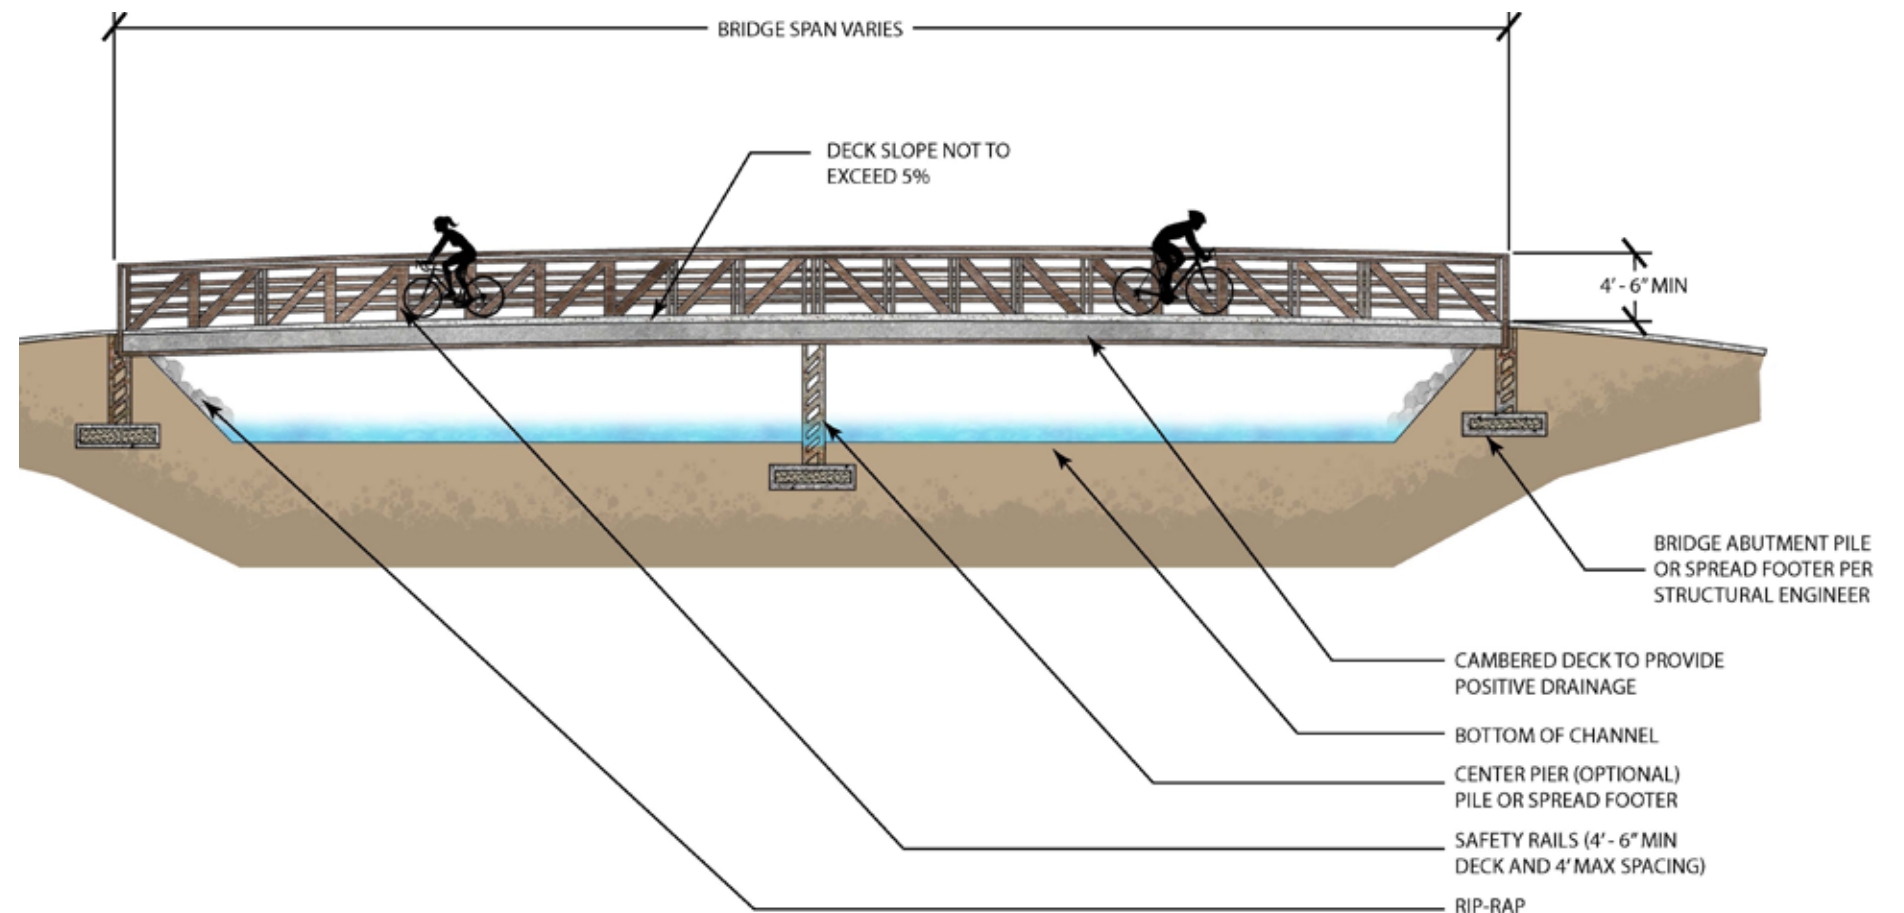 BRIDGE SPAN VARIES
DECK SLOPE NOT TO
EXCEED 5%
4' - 6" MIN
BRIDGE ABUTMENT PILE
OR SPREAD FOOTER PER
STRUCTURAL ENGINEER
CAMBERED DECK TO PROVIDE
POSITIVE DRAINAGE
BOTTOM OF CHANNEL
CENTER PIER (OPTIONAL)
PILE OR SPREAD FOOTER
SAFETY RAILS (4' - 6" MIN
DECK AND 4' MAX SPACING)
RIP-RAP